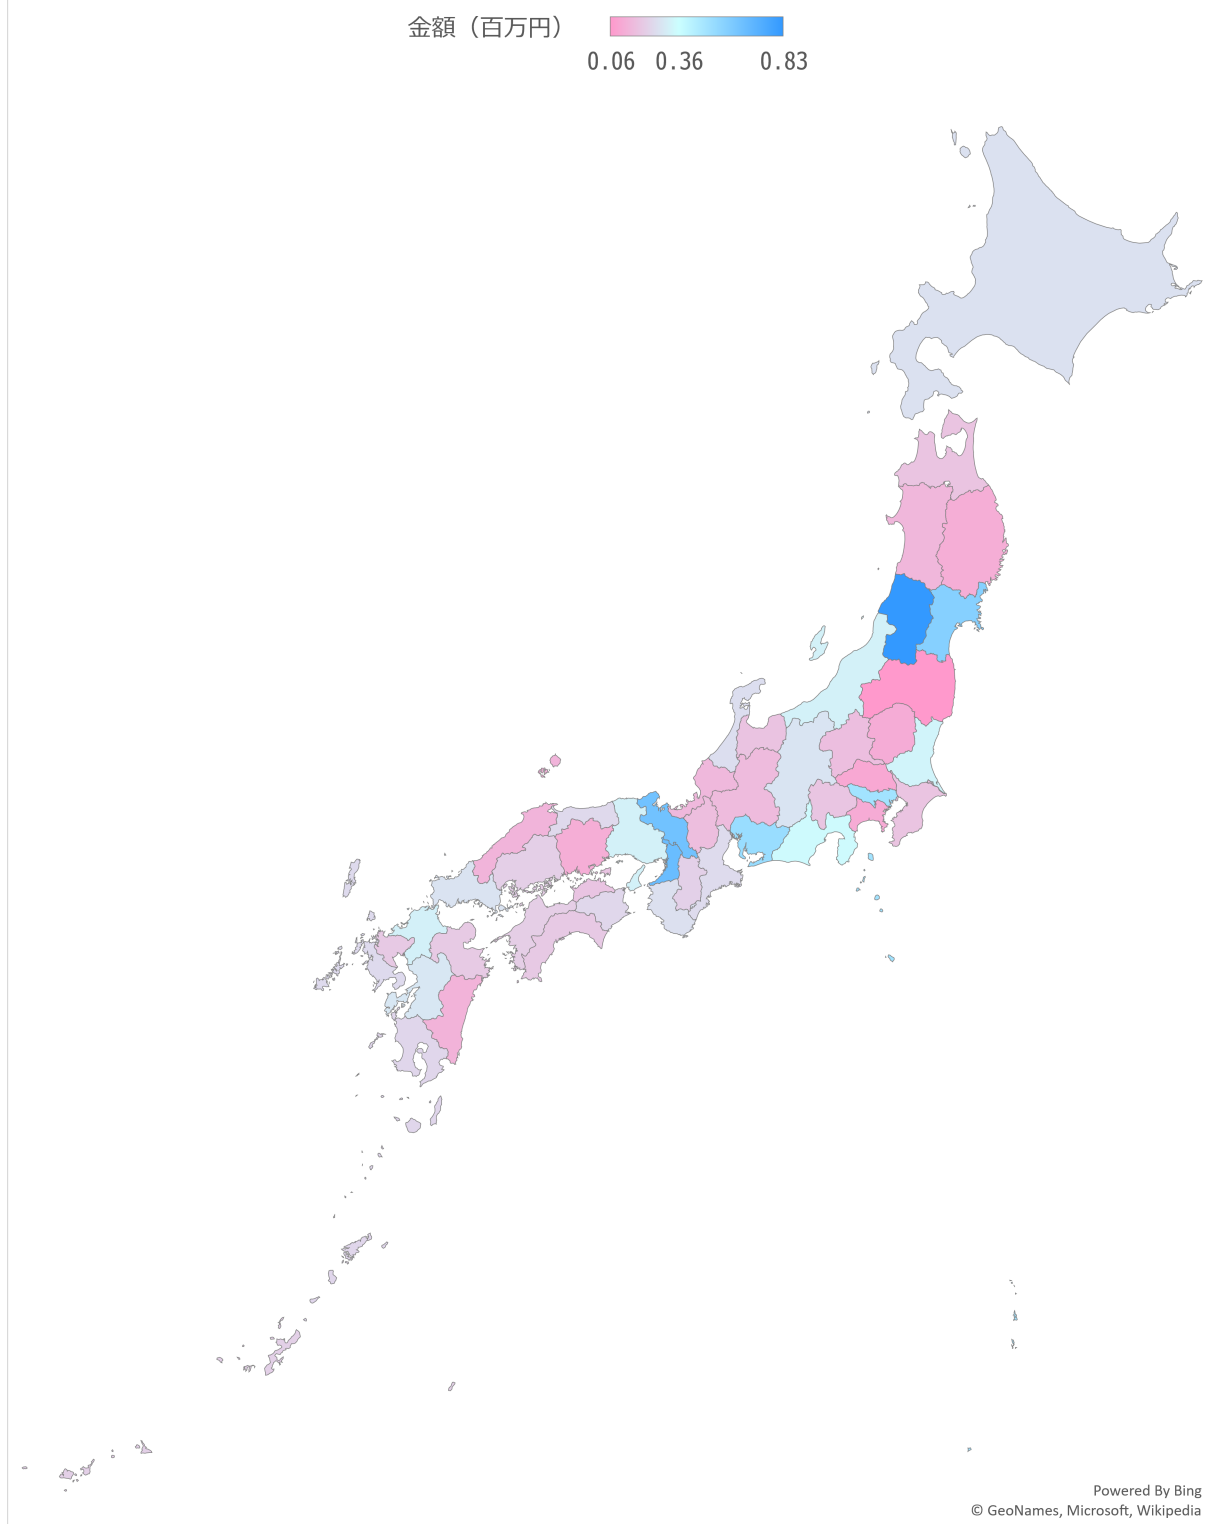 金額（百万円）
0.06 0.36 0.83
Powered By Bing
© GeoNames, Microsoft, Wikipedia